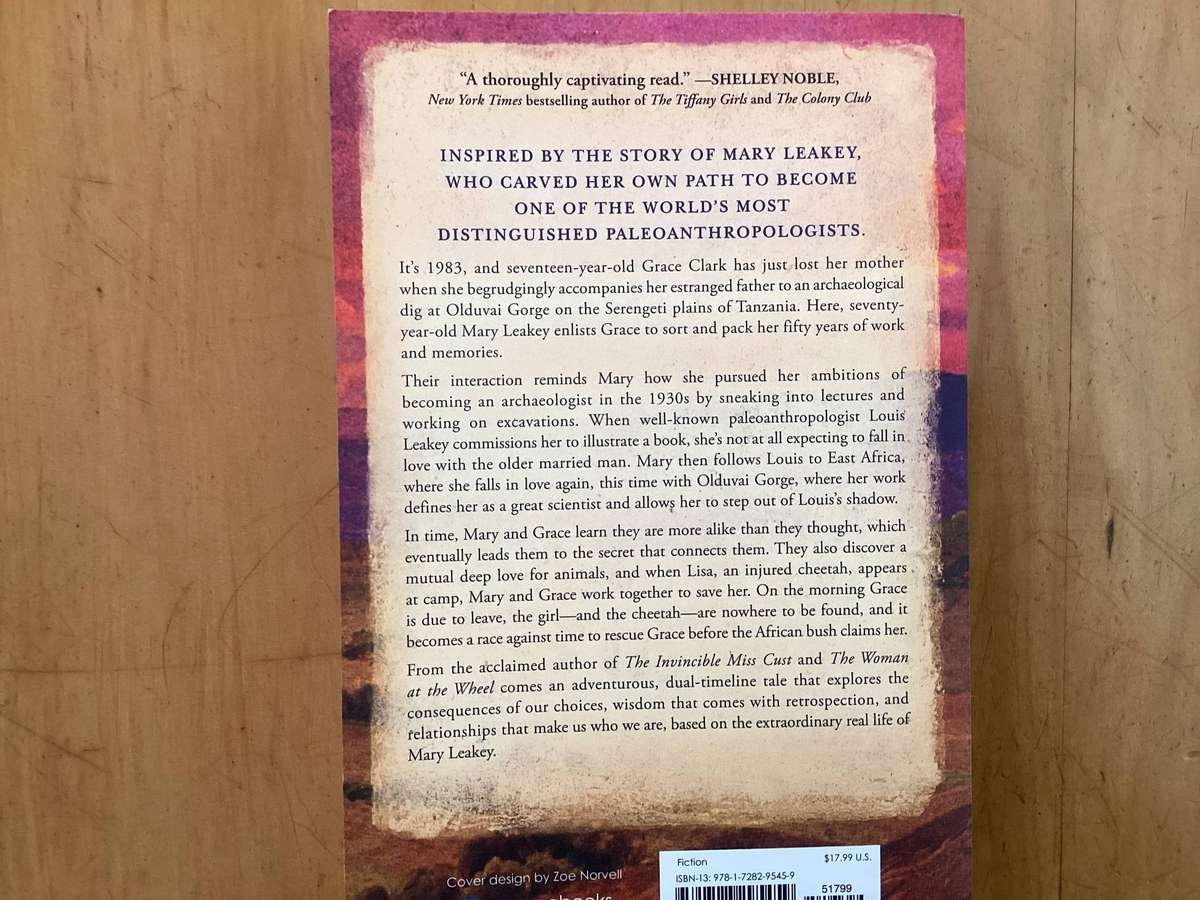 “A thoroughly captivating read.” —SHELLEY NOBLE,
New York Times bestselling author of The Tiffany Girls and The Colony Club
INSPIRED BY THE STORY OF MARY LEAKEY,
WHO CARVED HER OWN PATH TO BECOME
ONE OF THE WORLD’S MOST
DISTINGUISHED PALEOANTHROPOLOGISTS.
It’s 1983, and seventeen-year-old Grace Clark has just lost her mother
when she begrudgingly accompanies her estranged father to an archaeological
dig at Olduvai Gorge on the Serengeti plains of Tanzania. Here, seventy-
year-old Mary Leakey enlists Grace to sort and pack her fifty years of work
and memories.
Their interaction reminds Mary how she pursued her ambitions of
becoming an archaeologist in the 1930s by sneaking into lectures and
working on excavations. When well-known paleoanthropologist Louis
Leakey commissions her to illustrate a book, she’s not at all expecting to fall in
love with the older married man. Mary then follows Louis to East Africa,
where she falls in love again, this time with Olduvai Gorge, where her work
defines her as a great scientist and allows her to step out of Louis’s shadow.
In time, Mary and Grace learn they are more alike than they thought, which
eventually leads them to the secret that connects them. They also discover a
mutual deep love for animals, and when Lisa, an injured cheetah, appears
at camp, Mary and Grace work together to save her. On the morning Grace
is due to leave, the girl—and the cheetah—are nowhere to be found, and it
becomes a race against time to rescue Grace before the African bush claims her.
From the acclaimed author of The Invincible Miss Cust and The Woman
at the Wheel comes an adventurous, dual-timeline tale that explores the
consequences of our choices, wisdom that comes with retrospection, and
relationships that make us who we are, based on the extraordinary real life of
Mary Leakey.
Cover design by Zoe Norvell
Fiction $17.99 U.S.
ISBN-13: 978-1-7282-9545-9
51799